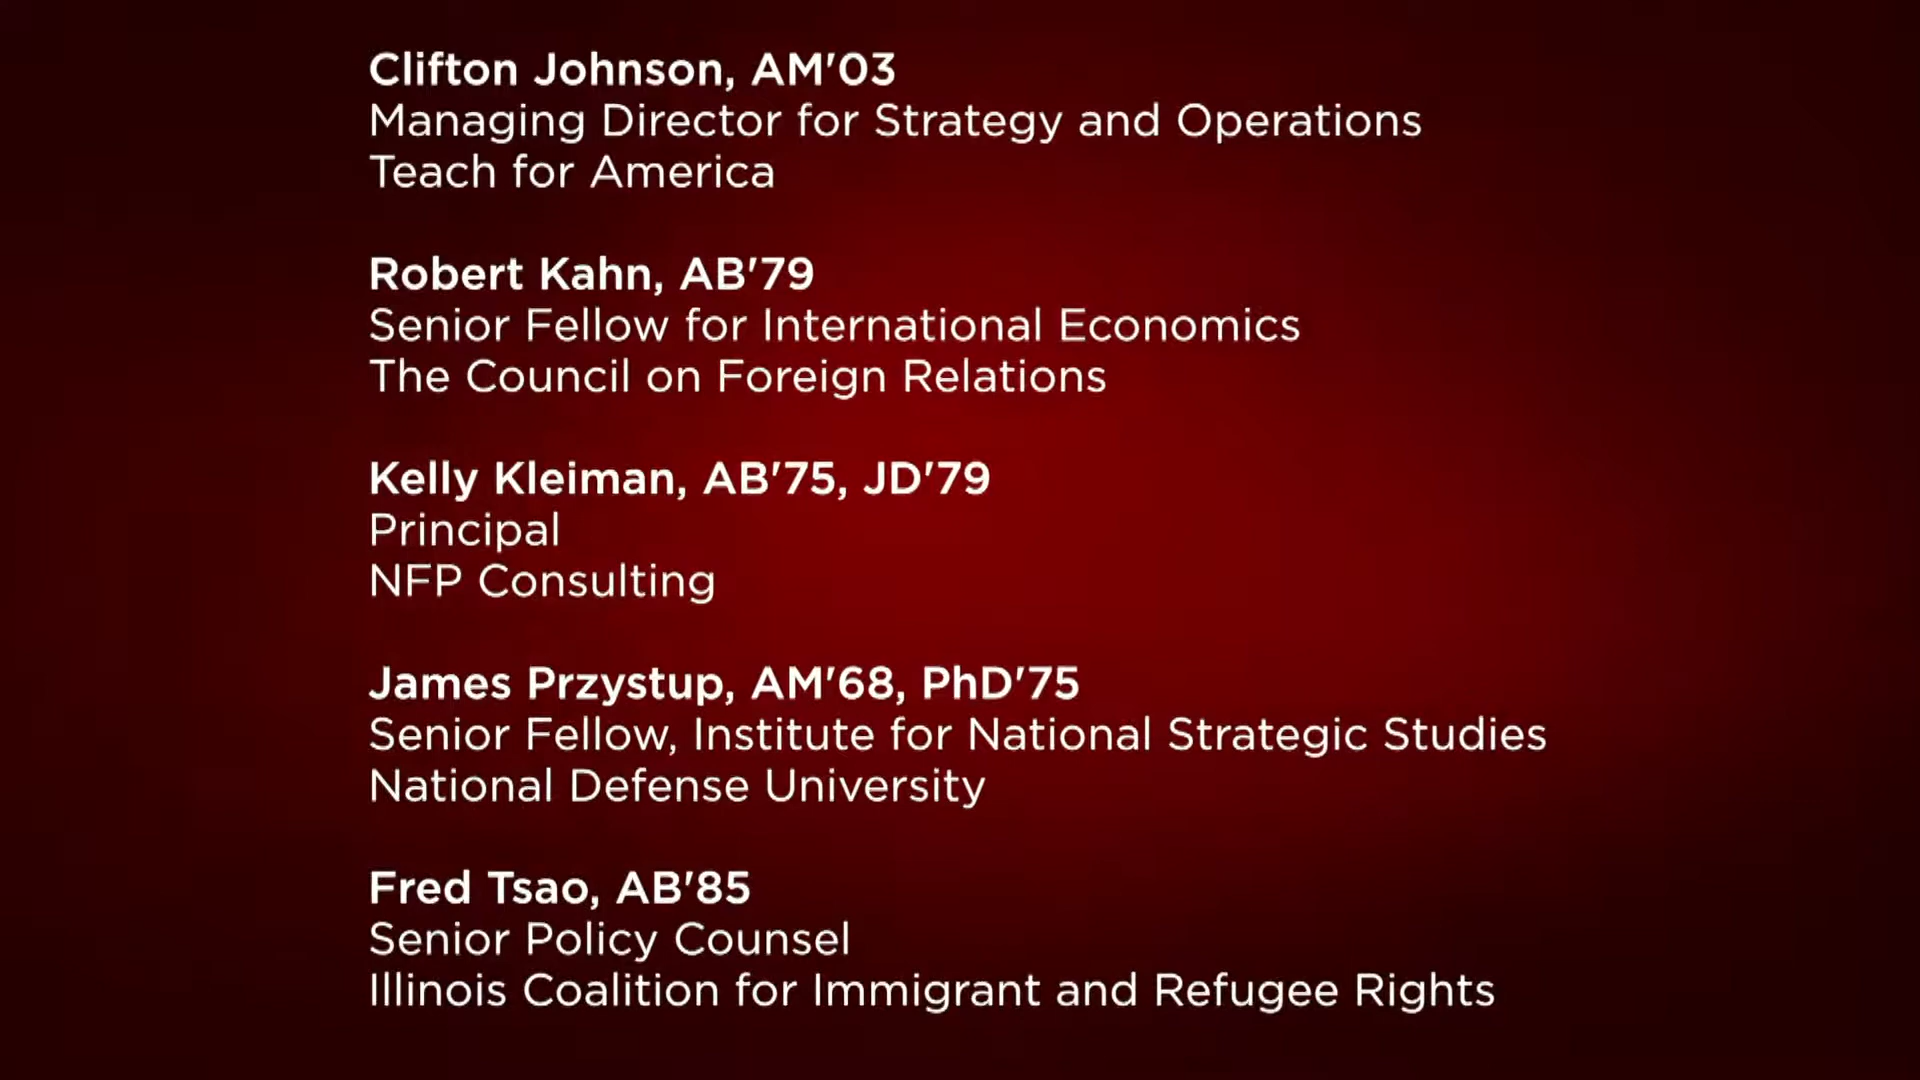 Clifton Johnson, AM'03
Managing Director for Strategy and Operations
Teach for America
Robert Kahn, AB'79
Senior Fellow for International Economics
The Council on Foreign Relations
Kelly Kleiman, AB'75, JD'79
Principal
NFP Consulting
James Przystup, AM'68, PhD'75
Senior Fellow, Institute for National Strategic Studies
National Defense University
Fred Tsao, AB'85
Senior Policy Counsel
Illinois Coalition for Immigrant and Refugee Rights